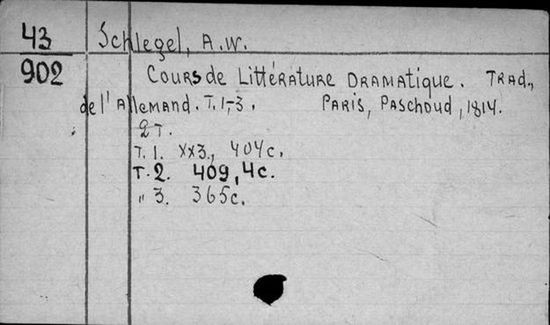 43 Schlegel, A.W.
902 Cours de Littérature Dramatique. Trad.,
de l'Allemand. T. 1-3. Paris, Paschoud, 1814.
2 T.
T. 1. XX3., 404c.
T. 2. 409, 4c.
" 3. 365c.